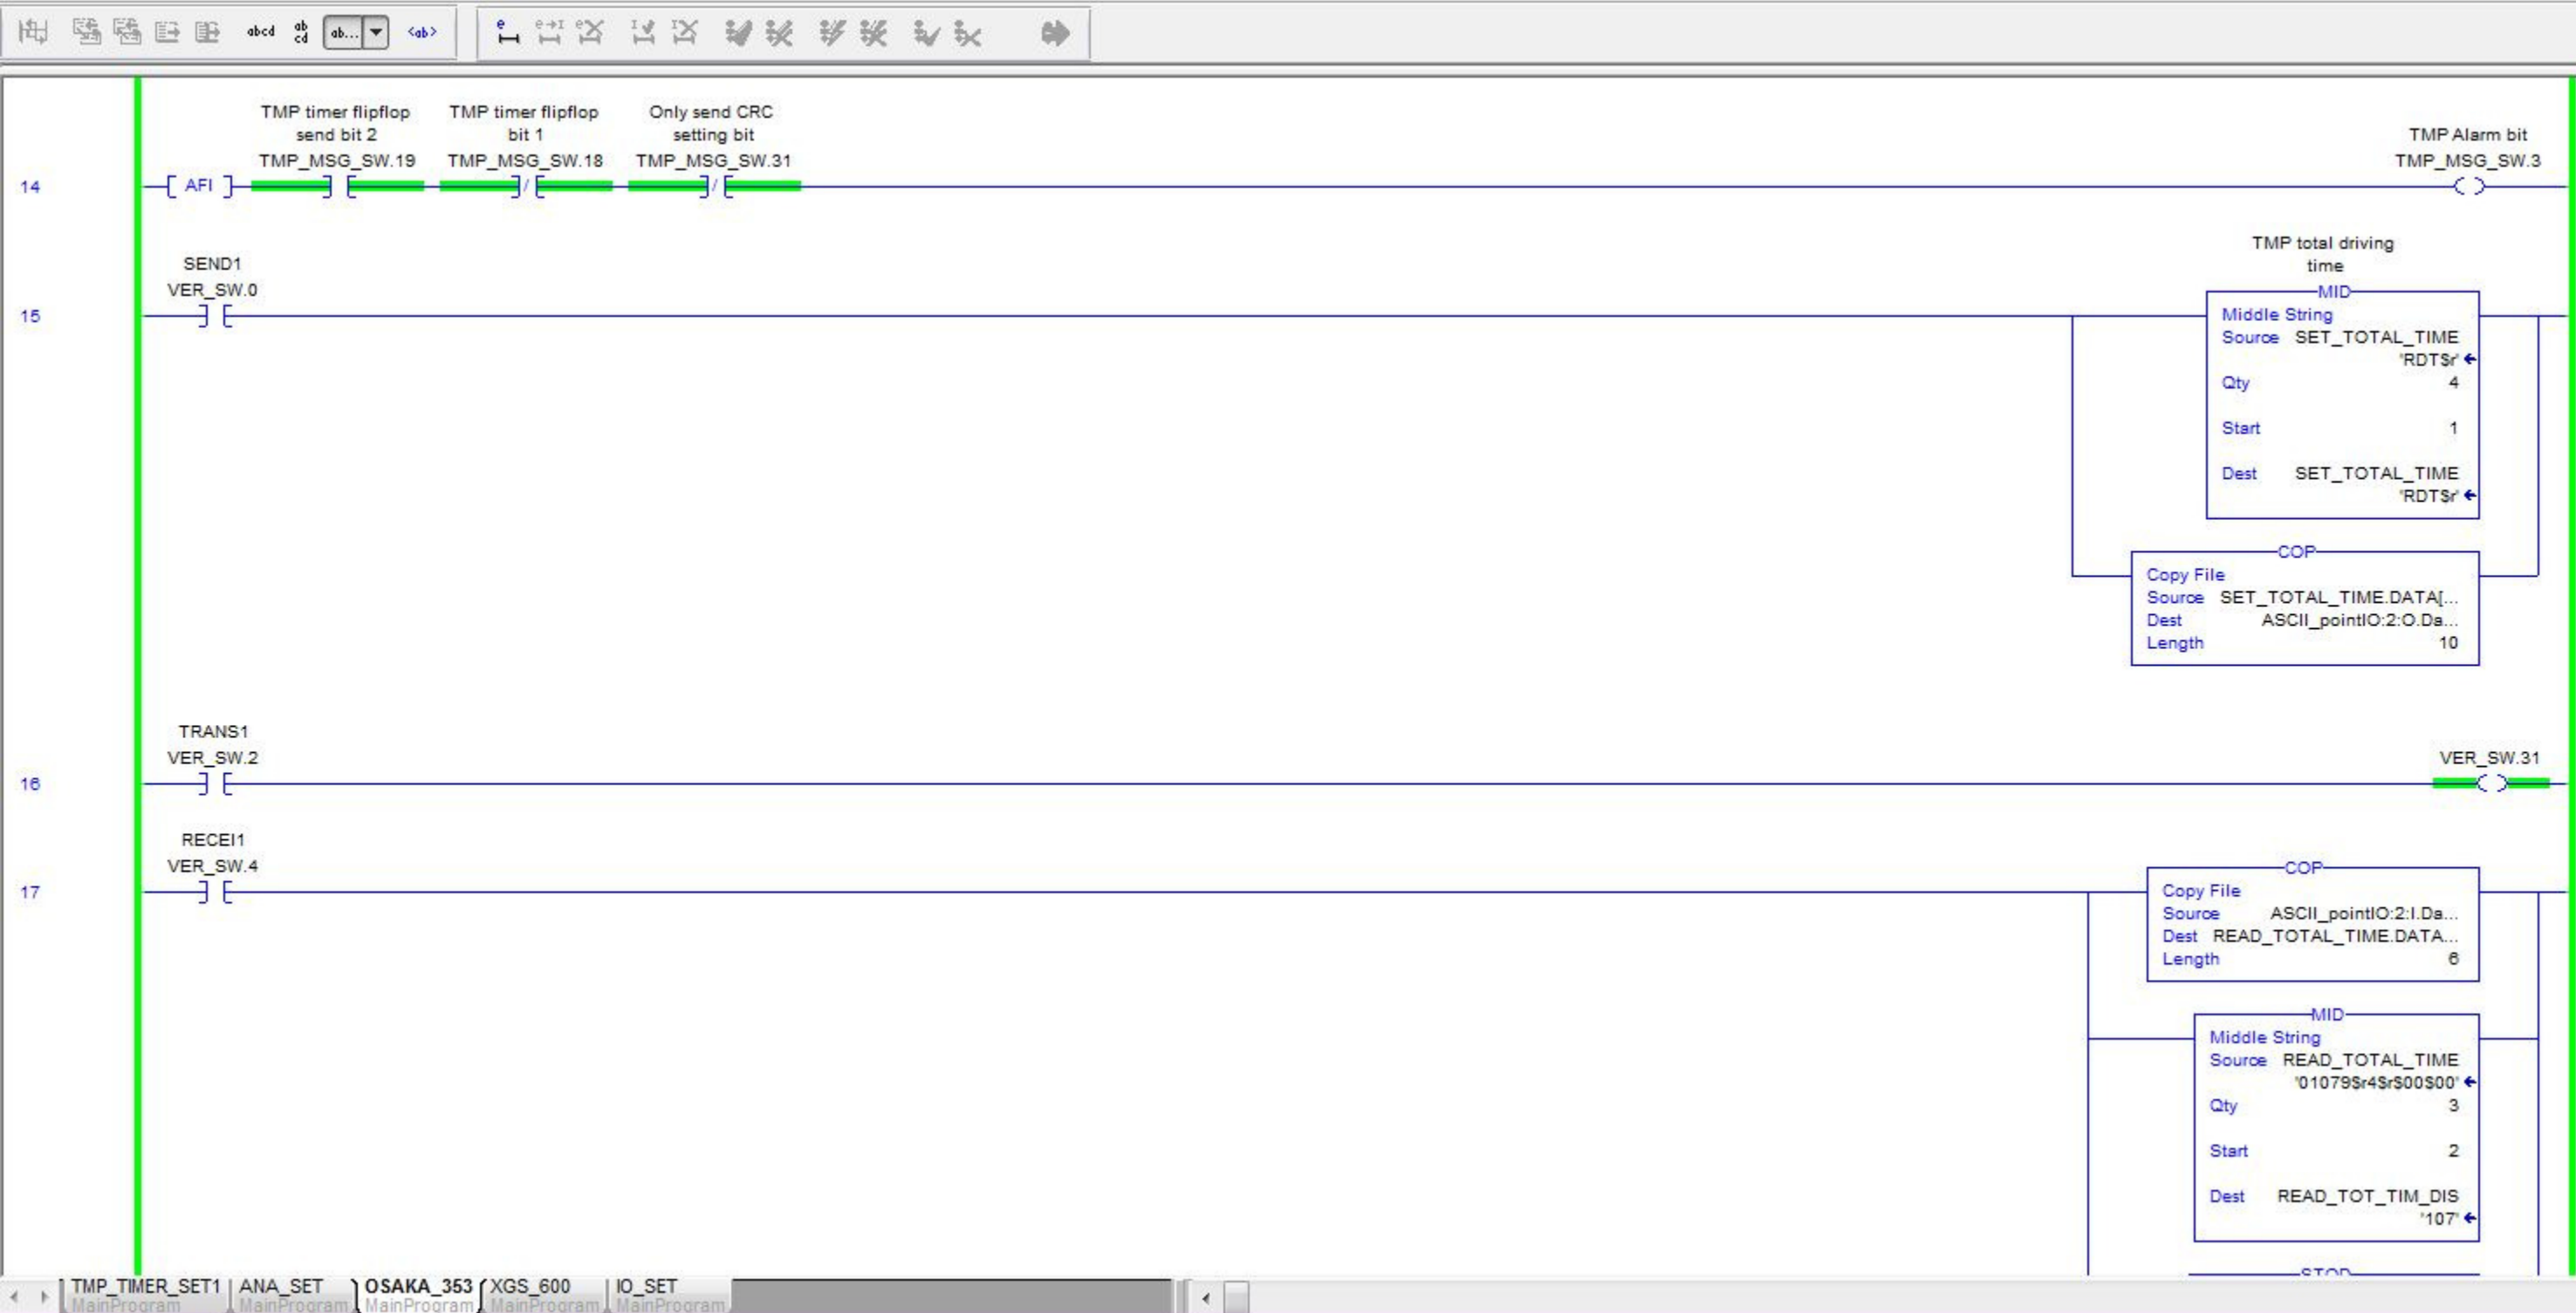 abcd
ab
cd
ab...
<ab>
TMP timer flipflop
send bit 2
TMP_MSG_SW.19
TMP timer flipflop
bit 1
TMP_MSG_SW.18
Only send CRC
setting bit
TMP_MSG_SW.31
TMP Alarm bit
TMP_MSG_SW.3
14
AFI
TMP total driving
time
SEND1
VER_SW.0
15
MID
Middle String
Source SET_TOTAL_TIME
'RDT$r'
Qty 4
Start 1
Dest SET_TOTAL_TIME
'RDT$r'
COP
Copy File
Source SET_TOTAL_TIME.DATA[...
Dest ASCII_pointIO:2:O.Da...
Length 10
TRANS1
VER_SW.2
VER_SW.31
16
RECEI1
VER_SW.4
17
COP
Copy File
Source ASCII_pointIO:2:I.Da...
Dest READ_TOTAL_TIME.DATA...
Length 6
MID
Middle String
Source READ_TOTAL_TIME
'01079$r4$r$00$00'
Qty 3
Start 2
Dest READ_TOT_TIM_DIS
'107'
STOD
TMP_TIMER_SET1 ANA_SET OSAKA_353 XGS_600 IO_SET
MainProgram MainProgram MainProgram MainProgram MainProgram